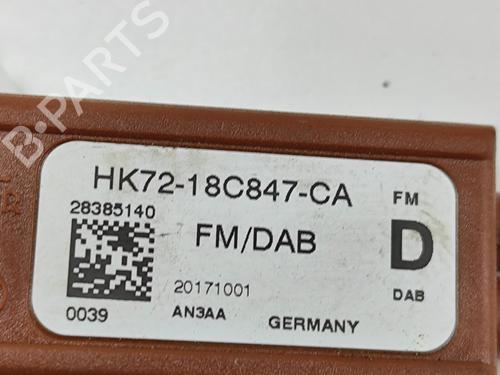 B-PARTS
HK72-18C847-CA
FM
28385140
FM/DAB
D
20171001
DAB
0039
AN3AA
GERMANY